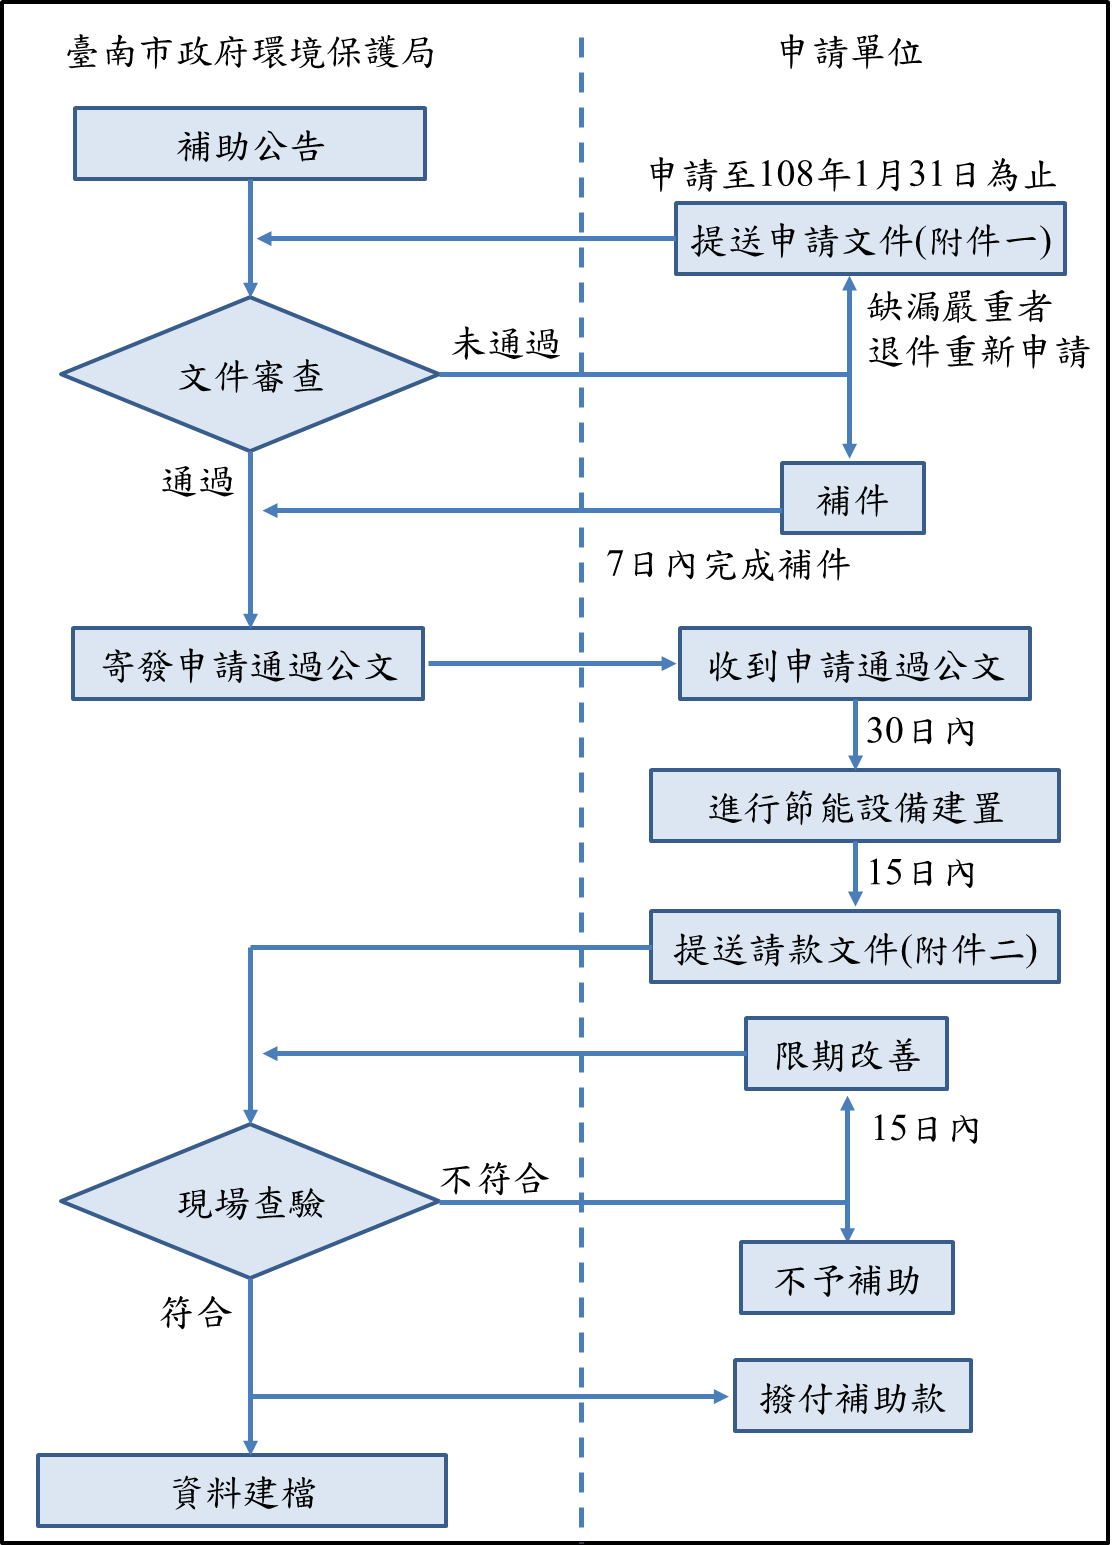 臺南市政府環境保護局
申請單位
補助公告
申請至108年1月31日為止
提送申請文件(附件一)
缺漏嚴重者
退件重新申請
未通過
文件審查
通過
補件
7日內完成補件
寄發申請通過公文
收到申請通過公文
30日內
進行節能設備建置
15日內
提送請款文件(附件二)
限期改善
15日內
不符合
現場查驗
不予補助
符合
撥付補助款
資料建檔